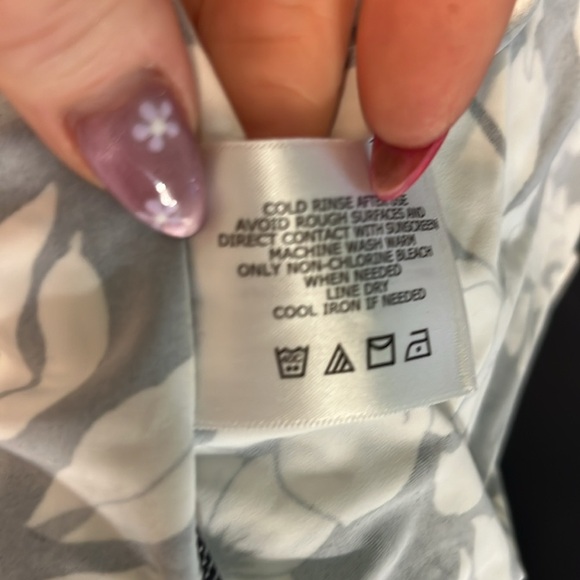 COLD RINSE AFTER USE
AVOID ROUGH SURFACES AND
DIRECT CONTACT WITH SUNSCREEN
MACHINE WASH WARM
ONLY NON-CHLORINE BLEACH
WHEN NEEDED
LINE DRY
COOL IRON IF NEEDED